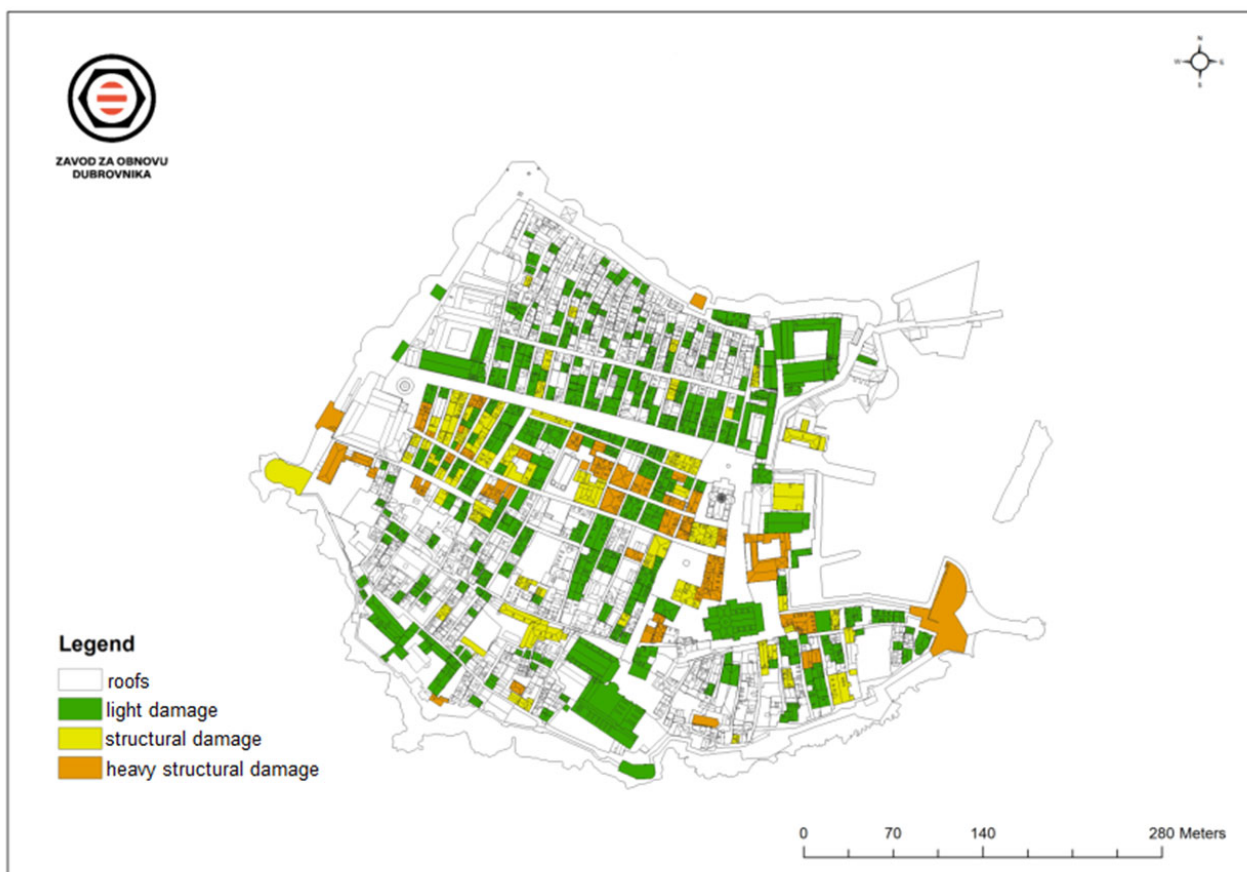 ZAVOD ZA OBNOVU
DUBROVNIKA
N
W E
S
Legend
roofs
light damage
structural damage
heavy structural damage
0 70 140 280 Meters